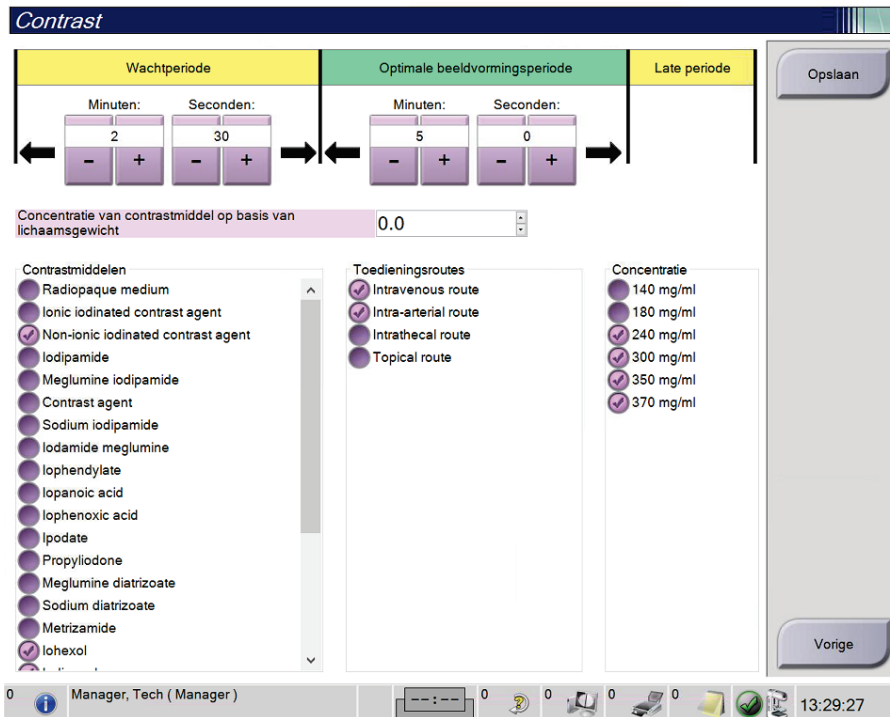 Contrast
Wachtperiode
Optimale beeldvormingsperiode
Late periode
Opslaan
Minuten: Seconden:
Minuten: Seconden:
2 30
5 0
- + - +
- + - +
Concentratie van contrastmiddel op basis van
lichaamsgewicht
0.0
Contrastmiddelen
Radiopaque medium
Ionic iodinated contrast agent
Non-ionic iodinated contrast agent
Iodipamide
Meglumine iodipamide
Contrast agent
Sodium iodipamide
Iodamide meglumine
Iophendylate
Iopanoic acid
Iophenoxic acid
Ipodate
Propyliodone
Meglumine diatrizoate
Sodium diatrizoate
Metrizamide
Iohexol
Toedieningsroutes
Intravenous route
Intra-arterial route
Intrathecal route
Topical route
Concentratie
140 mg/ml
180 mg/ml
240 mg/ml
300 mg/ml
350 mg/ml
370 mg/ml
Vorige
0 Manager, Tech ( Manager ) --:-- 0 0 0 0 13:29:27